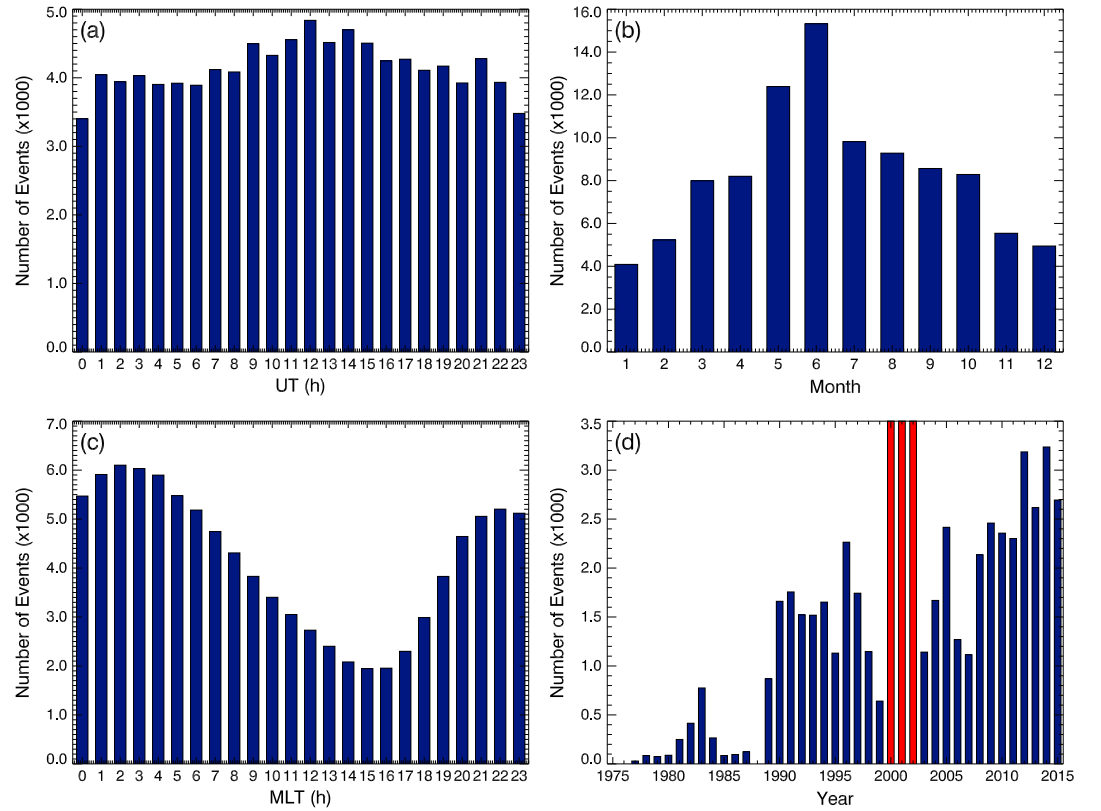 (a)
Number of Events (x1000)
5.0
4.0
3.0
2.0
1.0
0.0
0 1 2 3 4 5 6 7 8 9 10 11 12 13 14 15 16 17 18 19 20 21 22 23
UT (h)
(b)
Number of Events (x1000)
16.0
14.0
12.0
10.0
8.0
6.0
4.0
2.0
0.0
1 2 3 4 5 6 7 8 9 10 11 12
Month
(c)
Number of Events (x1000)
7.0
6.0
5.0
4.0
3.0
2.0
1.0
0.0
0 1 2 3 4 5 6 7 8 9 10 11 12 13 14 15 16 17 18 19 20 21 22 23
MLT (h)
(d)
Number of Events (x1000)
3.5
3.0
2.5
2.0
1.5
1.0
0.5
0.0
1975 1980 1985 1990 1995 2000 2005 2010 2015
Year